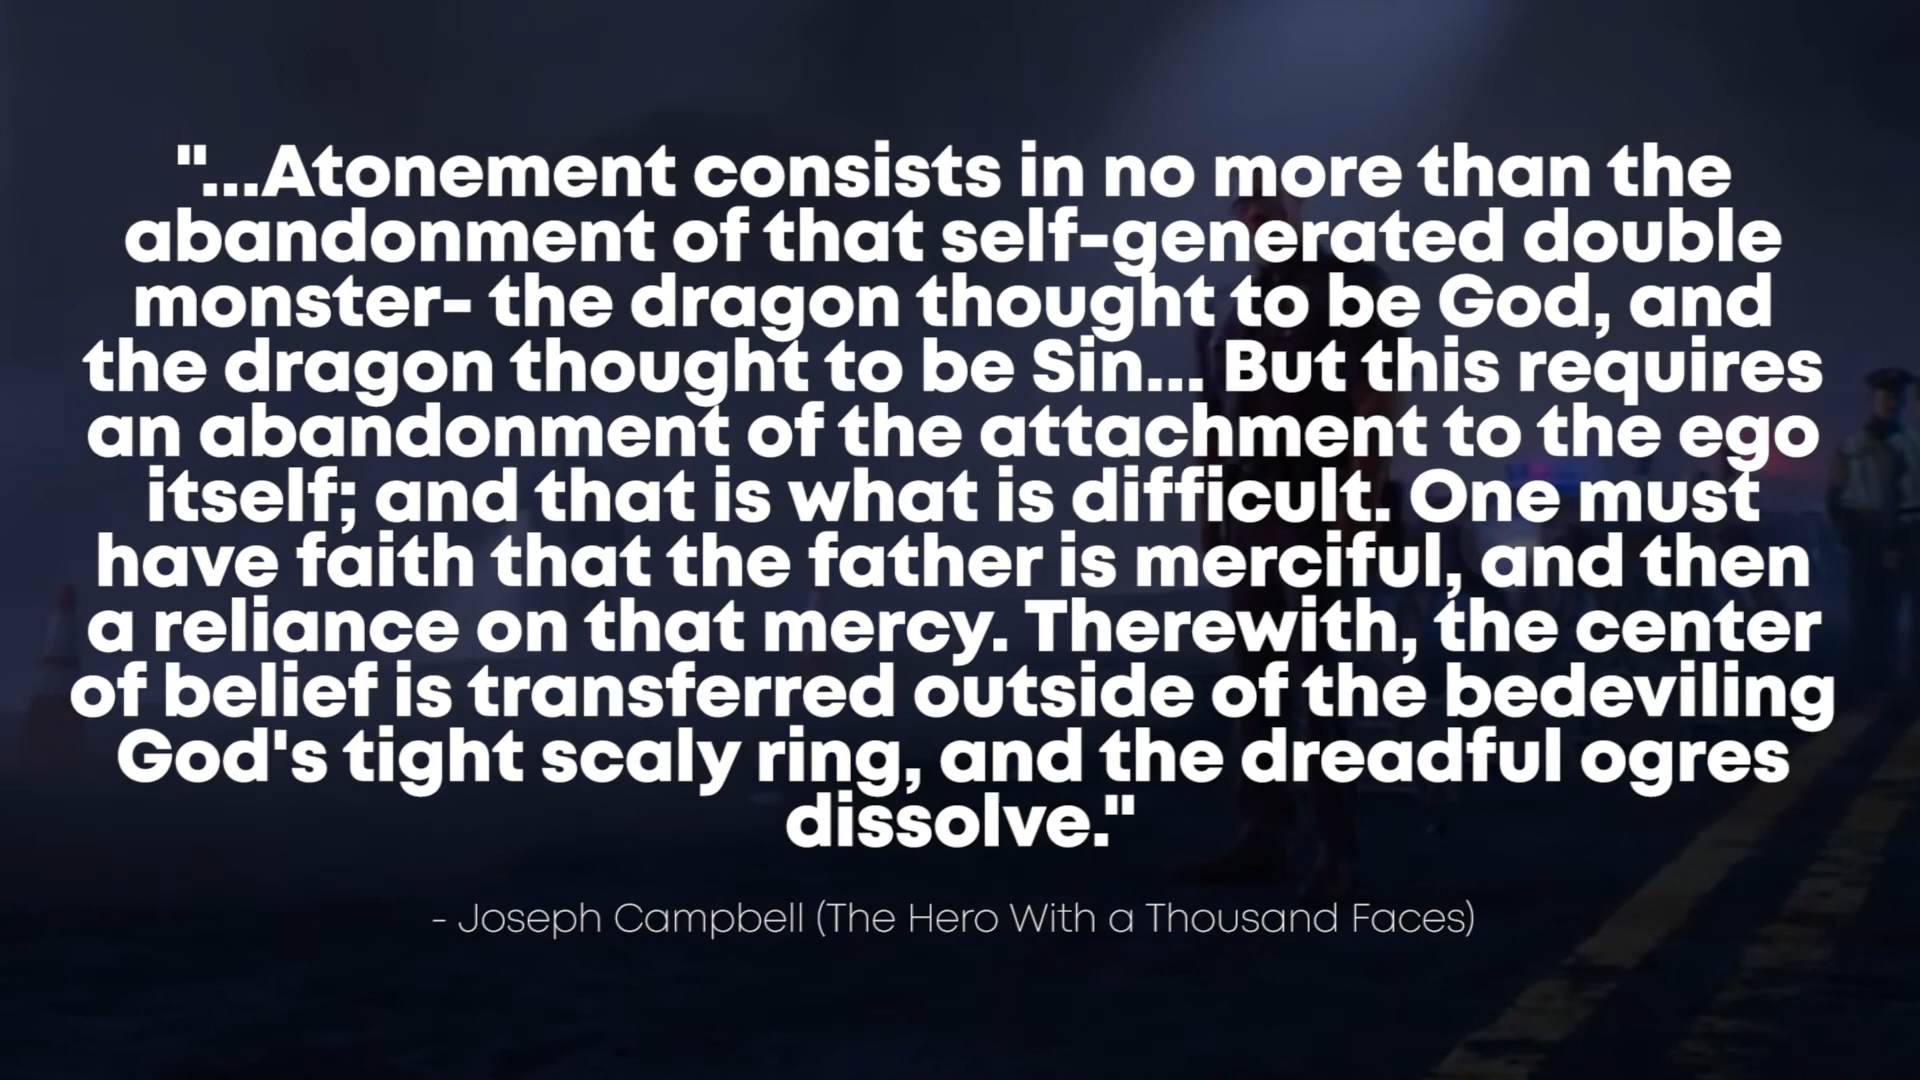 "...Atonement consists in no more than the
abandonment of that self-generated double
monster- the dragon thought to be God, and
the dragon thought to be Sin... But this requires
an abandonment of the attachment to the ego
itself; and that is what is difficult. One must
have faith that the father is merciful, and then
a reliance on that mercy. Therewith, the center
of belief is transferred outside of the bedeviling
God's tight scaly ring, and the dreadful ogres
dissolve."
- Joseph Campbell (The Hero With a Thousand Faces)